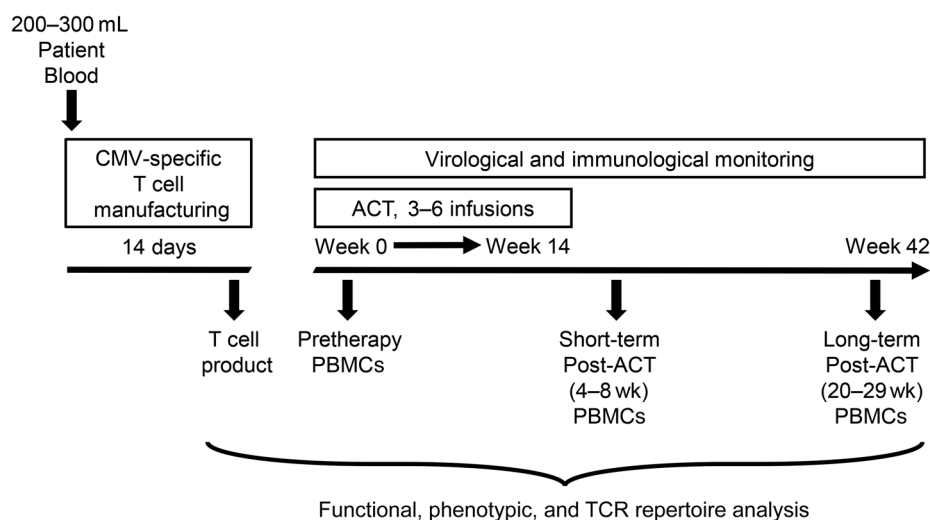 200–300 mL
Patient
Blood
CMV-specific
T cell
manufacturing
14 days
Virological and immunological monitoring
ACT, 3–6 infusions
Week 0
Week 14
Week 42
T cell
product
Pretherapy
PBMCs
Short-term
Post-ACT
(4–8 wk)
PBMCs
Long-term
Post-ACT
(20–29 wk)
PBMCs
Functional, phenotypic, and TCR repertoire analysis